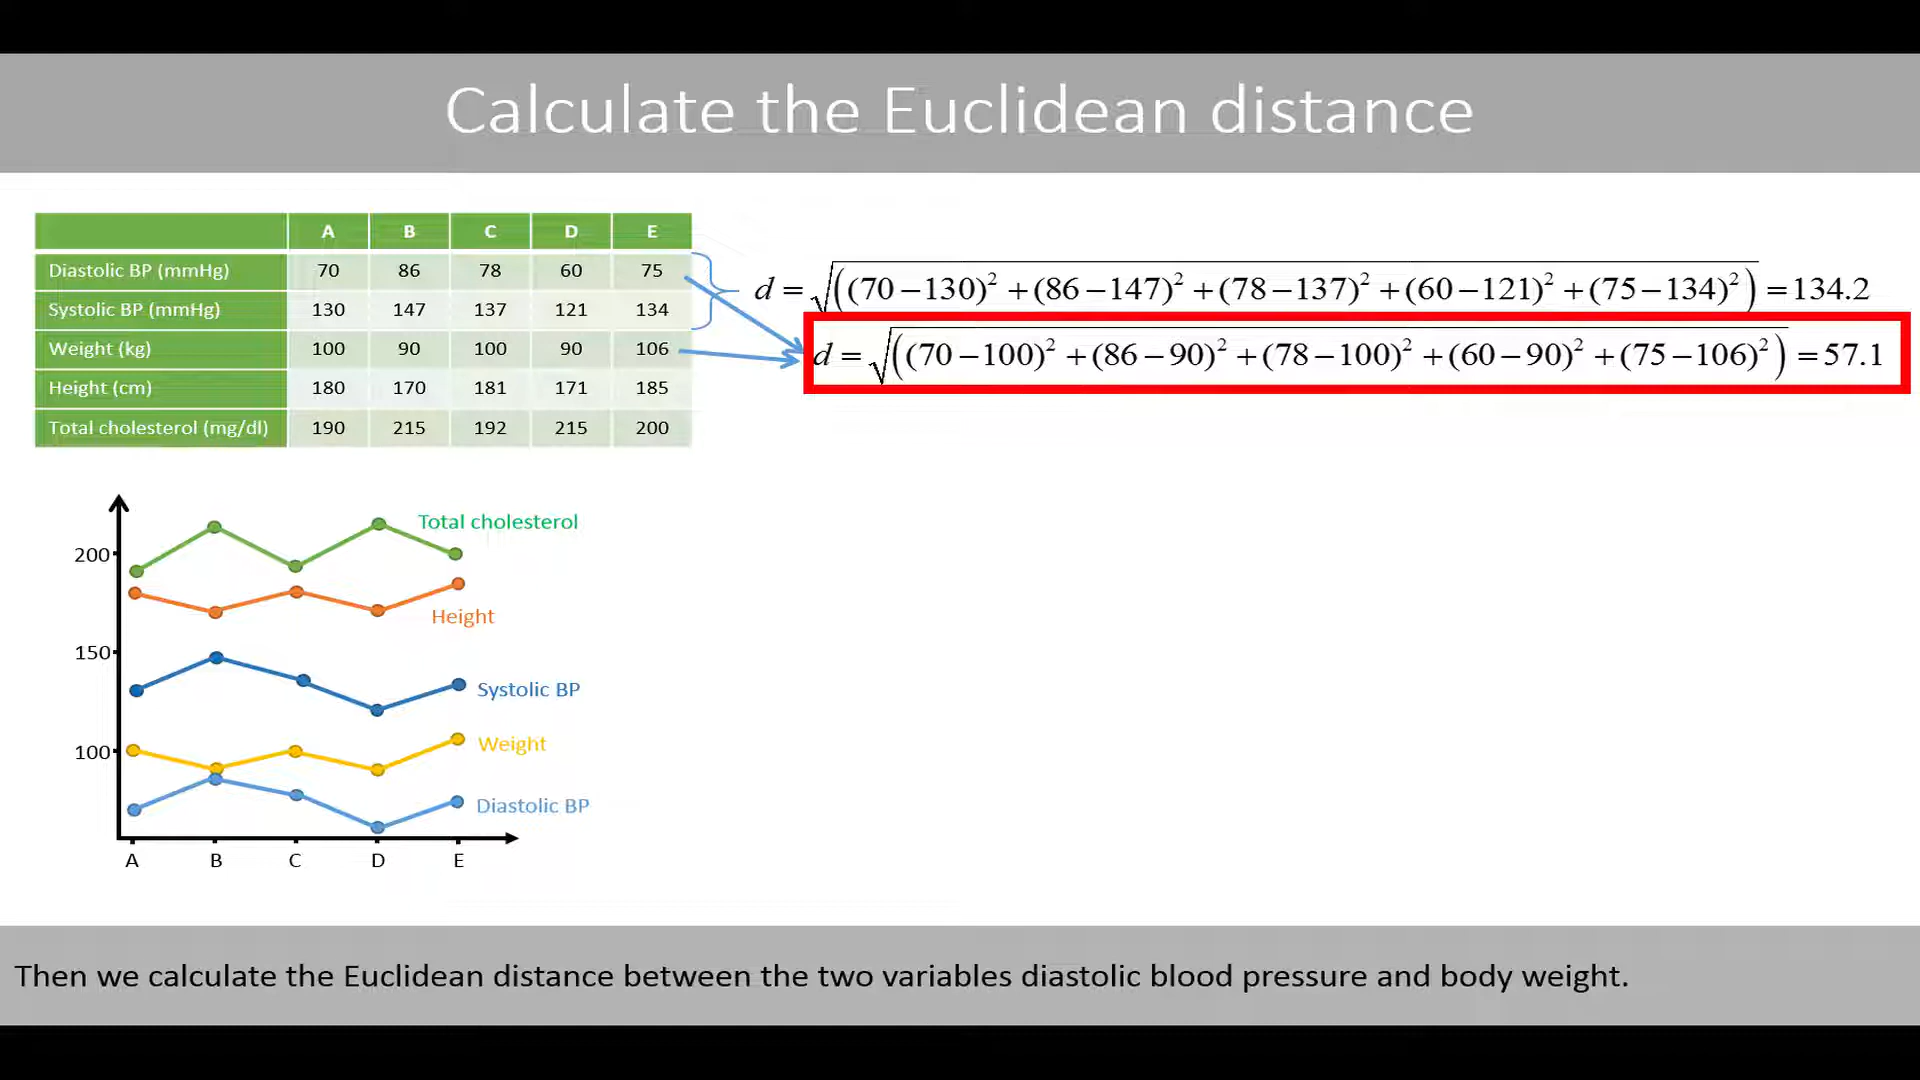 Calculate the Euclidean distance
A B C D E
Diastolic BP (mmHg) 70 86 78 60 75
Systolic BP (mmHg) 130 147 137 121 134
Weight (kg) 100 90 100 90 106
Height (cm) 180 170 181 171 185
Total cholesterol (mg/dl) 190 215 192 215 200
d = √((70−130)² +(86−147)² +(78−137)² +(60−121)² +(75−134)²) =134.2
d = √((70−100)² +(86−90)² +(78−100)² +(60−90)² +(75−106)²) =57.1
Total cholesterol
200
Height
150
Systolic BP
Weight
100
Diastolic BP
A B C D E
Then we calculate the Euclidean distance between the two variables diastolic blood pressure and body weight.